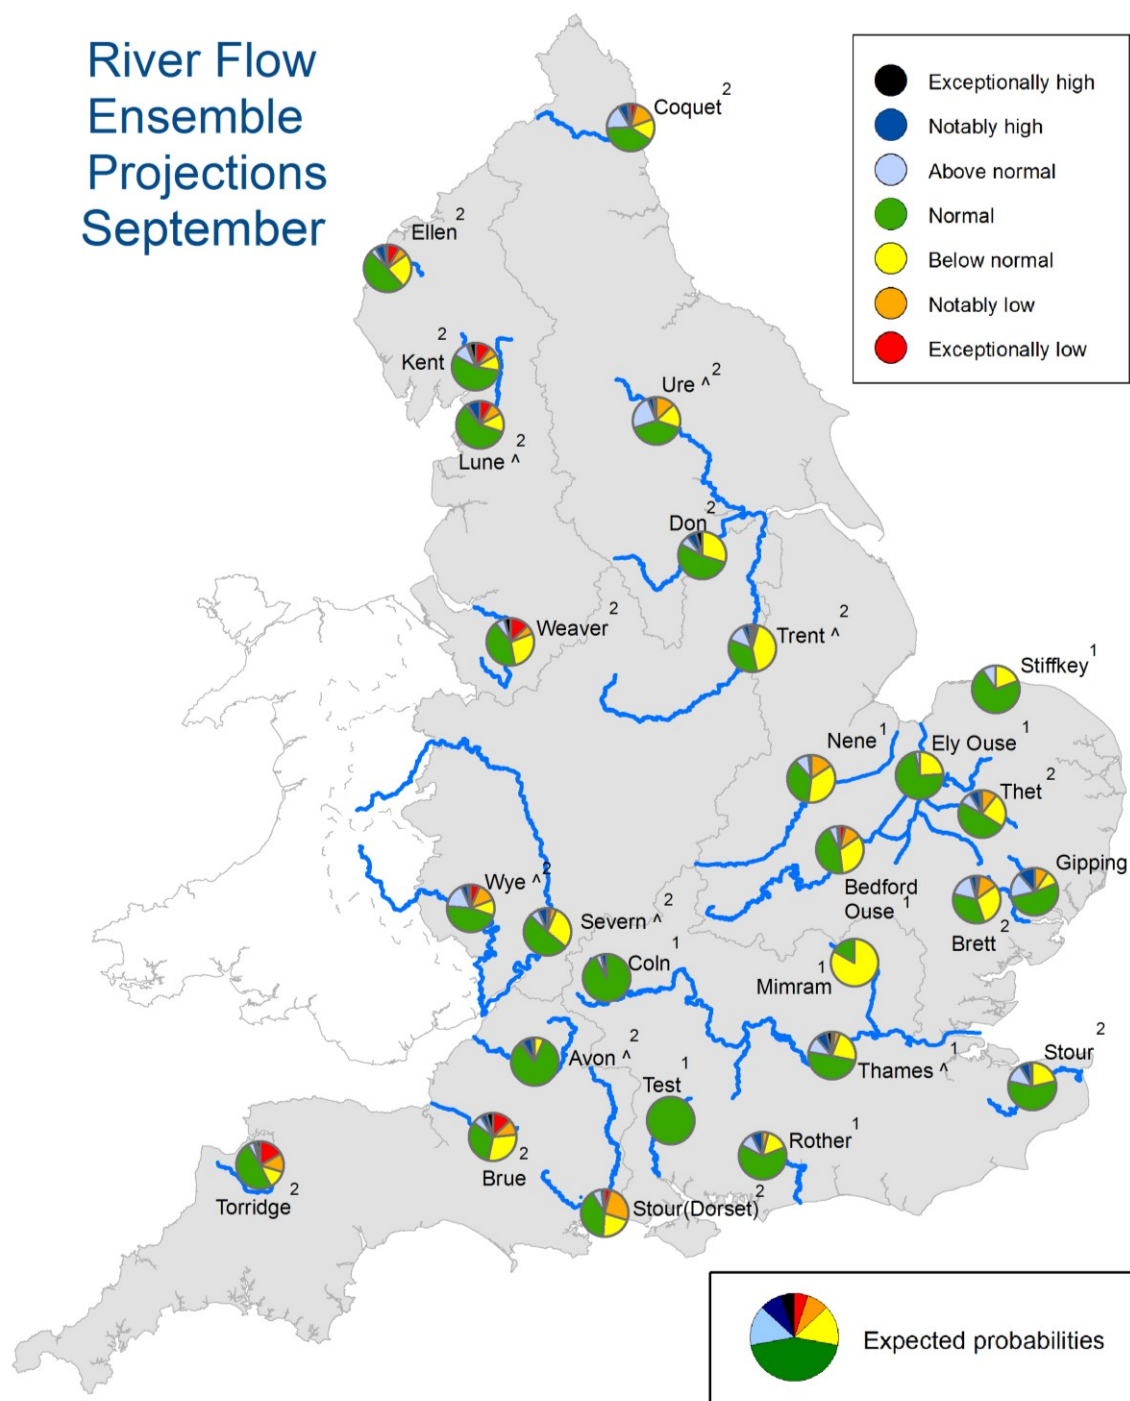 River Flow
Ensemble
Projections
September
Exceptionally high
Notably high
Above normal
Normal
Below normal
Notably low
Exceptionally low
Coquet 2
Ellen 2
Kent 2
Ure ^ 2
Lune ^ 2
Don 2
Weaver 2
Trent ^ 2
Stiffkey 1
Nene 1
Ely Ouse 1
Thet 2
Gipping
Bedford
Ouse 1
Brett 2
Wye ^ 2
Severn ^ 2
Coln 1
Mimram 1
Avon ^ 2
Test 1
Thames ^ 1
Stour 2
Brue 2
Rother 1
Torridge 2
Stour(Dorset) 2
Expected probabilities